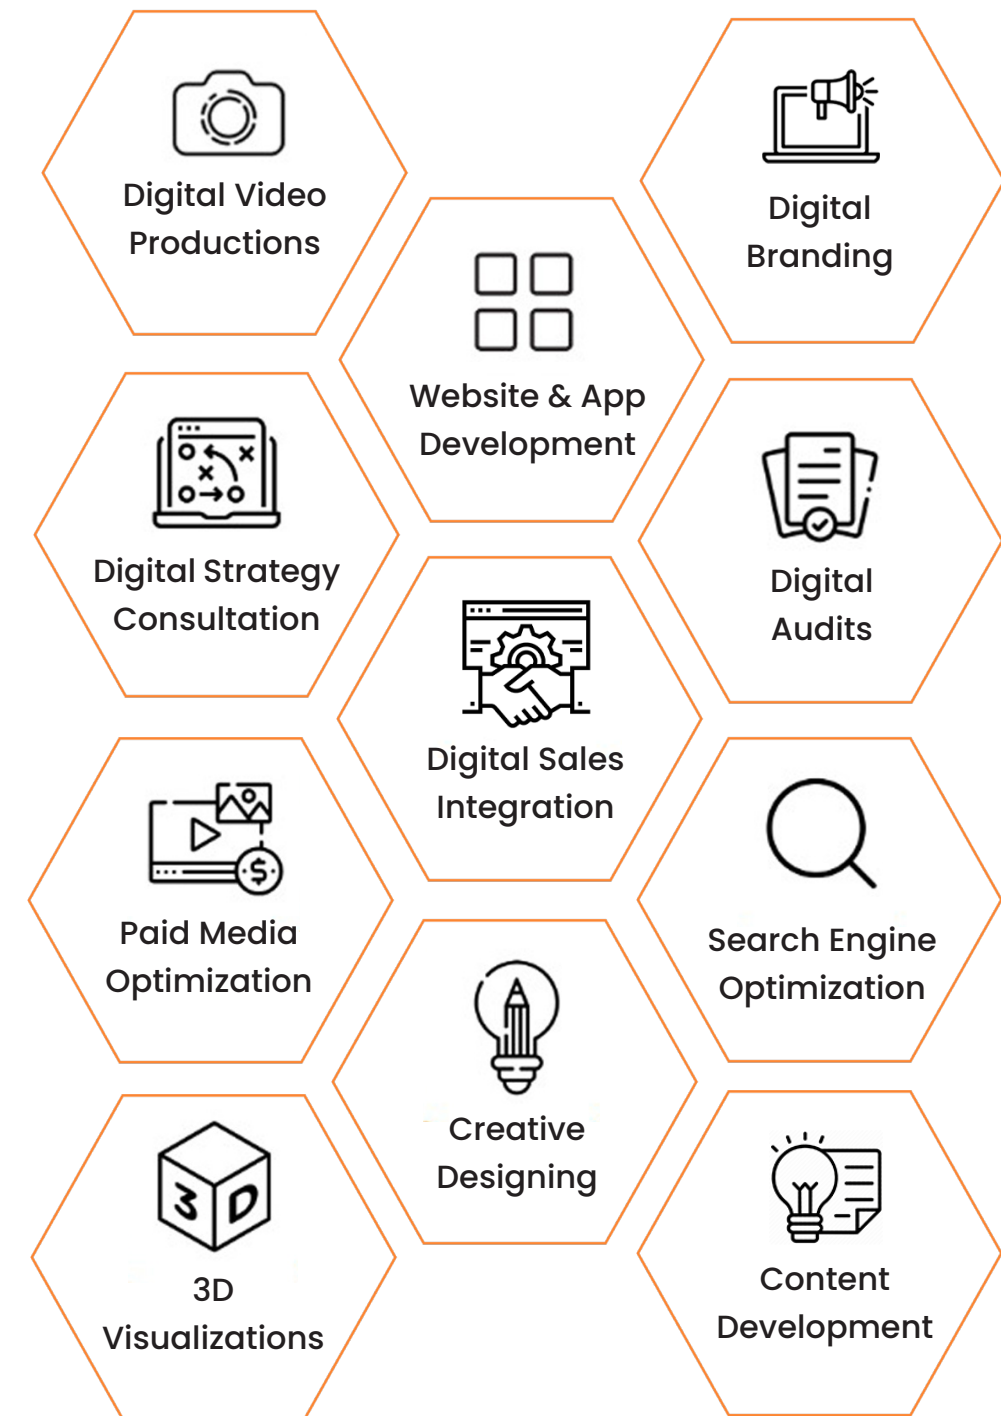 Digital Video
Productions
Digital
Branding
Website & App
Development
Digital Strategy
Consultation
Digital
Audits
Digital Sales
Integration
Paid Media
Optimization
Search Engine
Optimization
Creative
Designing
3D
3D
Visualizations
Content
Development